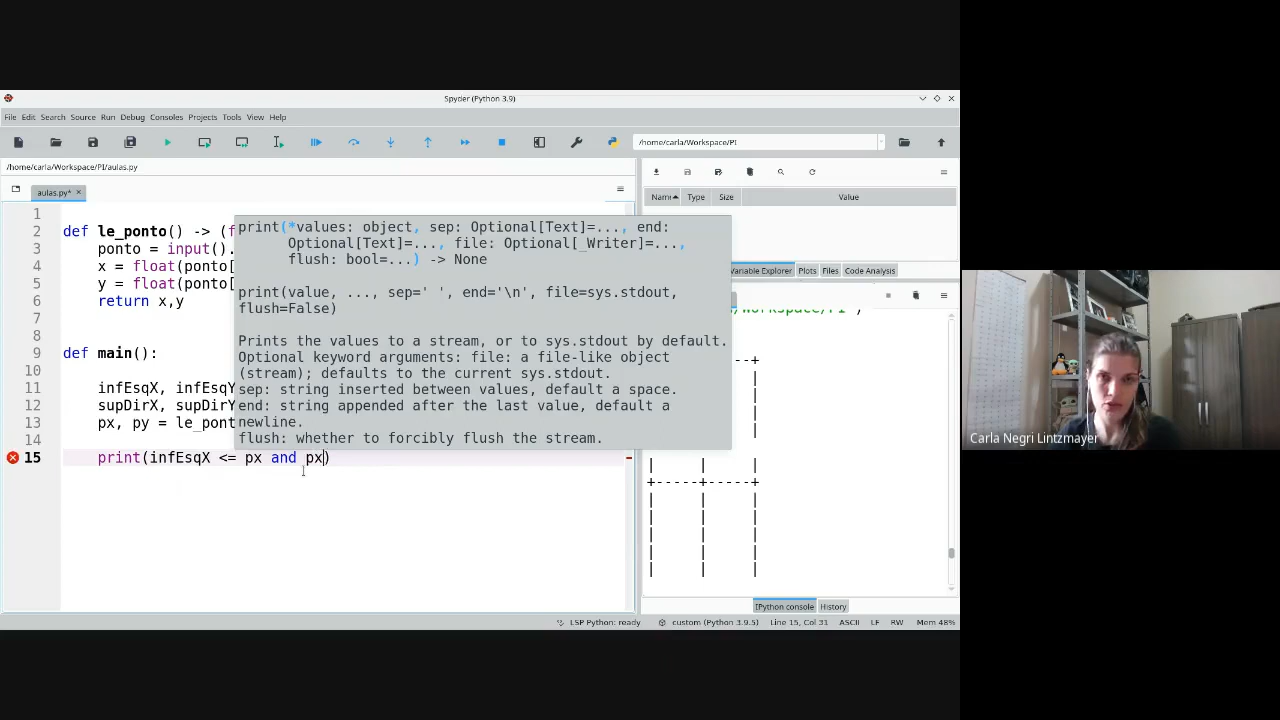 Spyder (Python 3.9)
File Edit Search Source Run Debug Consoles Projects Tools View Help
/home/carla/Workspace/PI
/home/carla/Workspace/PI/aulas.py
aulas.py*
Name Type Size Value
1
2 def le_ponto() -> (f
3 ponto = input().
4 x = float(ponto[
5 y = float(ponto[
6 return x,y
7
8
9 def main():
10
11 infEsqX, infEsqY
12 supDirX, supDirY
13 px, py = le_pont
14
15 print(infEsqX <= px and px)
print(*values: object, sep: Optional[Text]=..., end:
Optional[Text]=..., file: Optional[_Writer]=...,
flush: bool=...) -> None
print(value, ..., sep=' ', end='\n', file=sys.stdout,
flush=False)
Prints the values to a stream, or to sys.stdout by default.
Optional keyword arguments: file: a file-like object
(stream); defaults to the current sys.stdout.
sep: string inserted between values, default a space.
end: string appended after the last value, default a
newline.
flush: whether to forcibly flush the stream.
Variable Explorer Plots Files Code Analysis
--+
|
|
|
|
| | |
+-----+-----+
| | |
| | |
| | |
| | |
| | |
IPython console History
LSP Python: ready custom (Python 3.9.5) Line 15, Col 31 ASCII LF RW Mem 48%
Carla Negri Lintzmayer